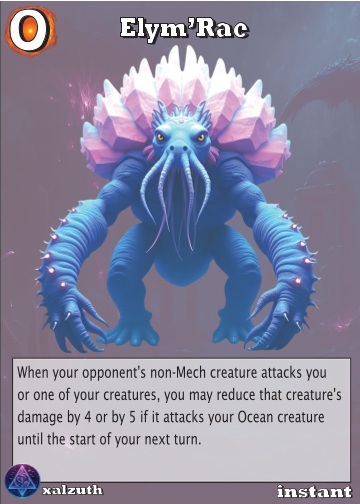 0
Elym'Rac
When your opponent's non-Mech creature attacks you
or one of your creatures, you may reduce that creature's
damage by 4 or by 5 if it attacks your Ocean creature
until the start of your next turn.
xalzuth
instant